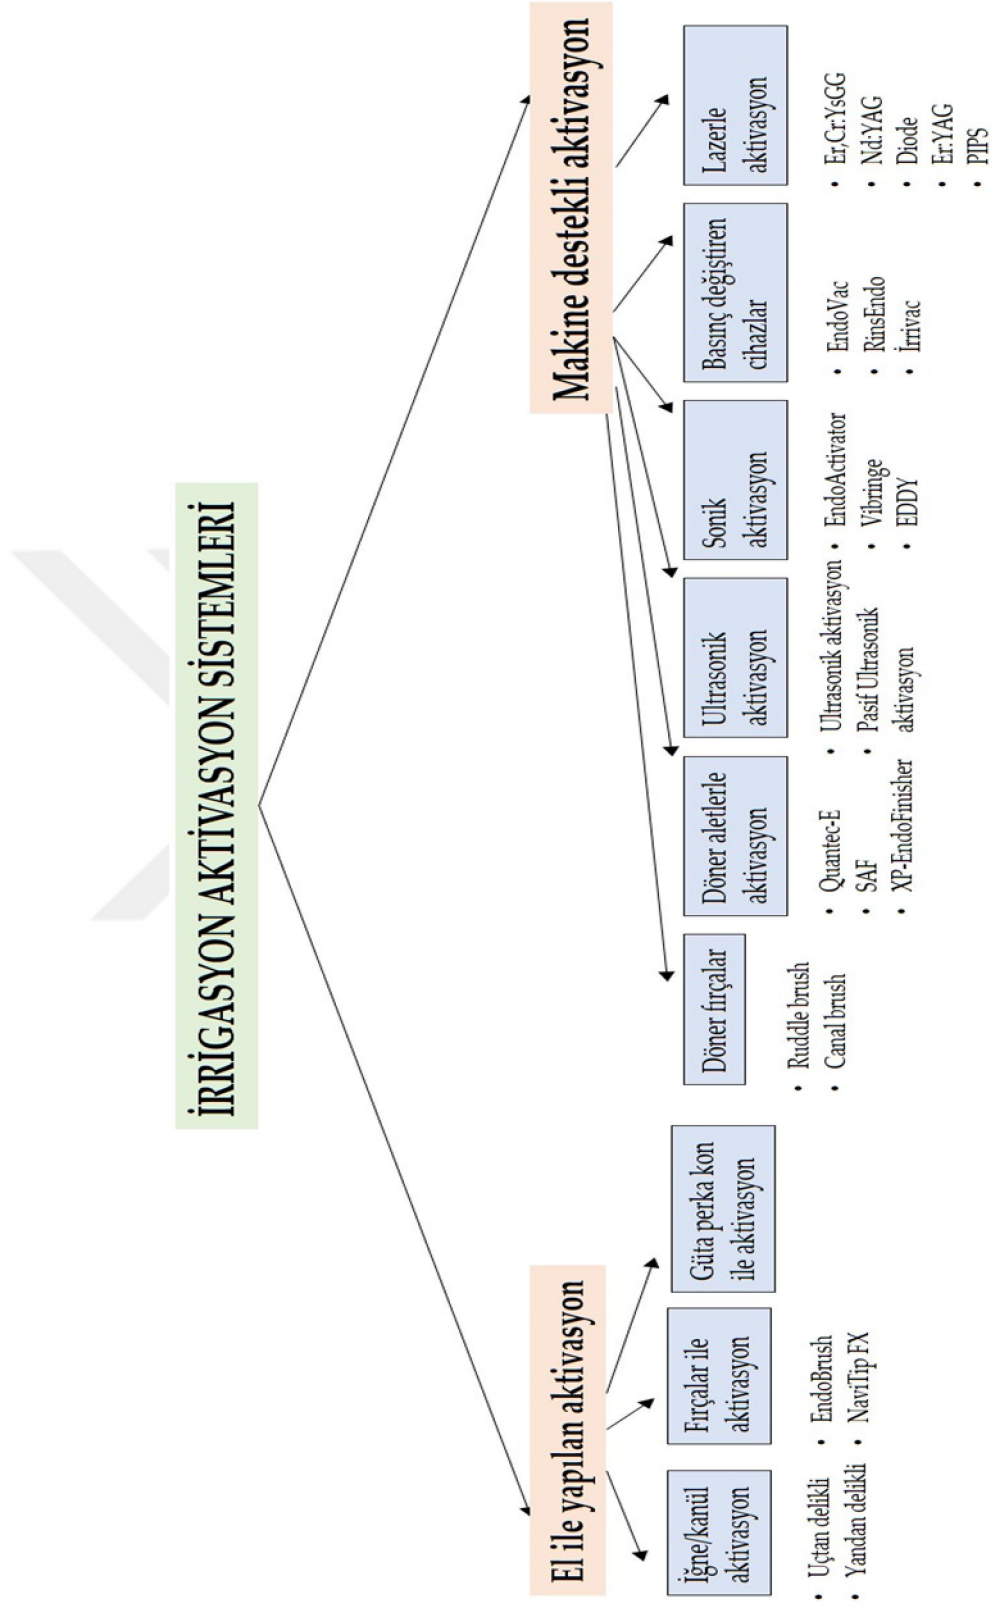 İRRİGASYON AKTİVASYON SİSTEMLERİ
El ile yapılan aktivasyon
İğne/kanül
aktivasyon
• Uçtan delikli
• Yandan delikli
Fırçalar ile
aktivasyon
• EndoBrush
• NaviTip FX
Güta perka kon
ile aktivasyon
Makine destekli aktivasyon
Döner fırçalar
• Ruddle brush
• Canal brush
Döner aletlerle
aktivasyon
• Quantec-E
• SAF
• XP-EndoFinisher
Ultrasonik
aktivasyon
• Ultrasonik aktivasyon
• Pasif Ultrasonik
aktivasyon
Sonik
aktivasyon
• EndoActivator
• Vibringe
• EDDY
Basınç değiştiren
cihazlar
• EndoVac
• RinsEndo
• İrrivac
Lazerle
aktivasyon
• Er,Cr:YsGG
• Nd:YAG
• Diode
• Er:YAG
• PIPS